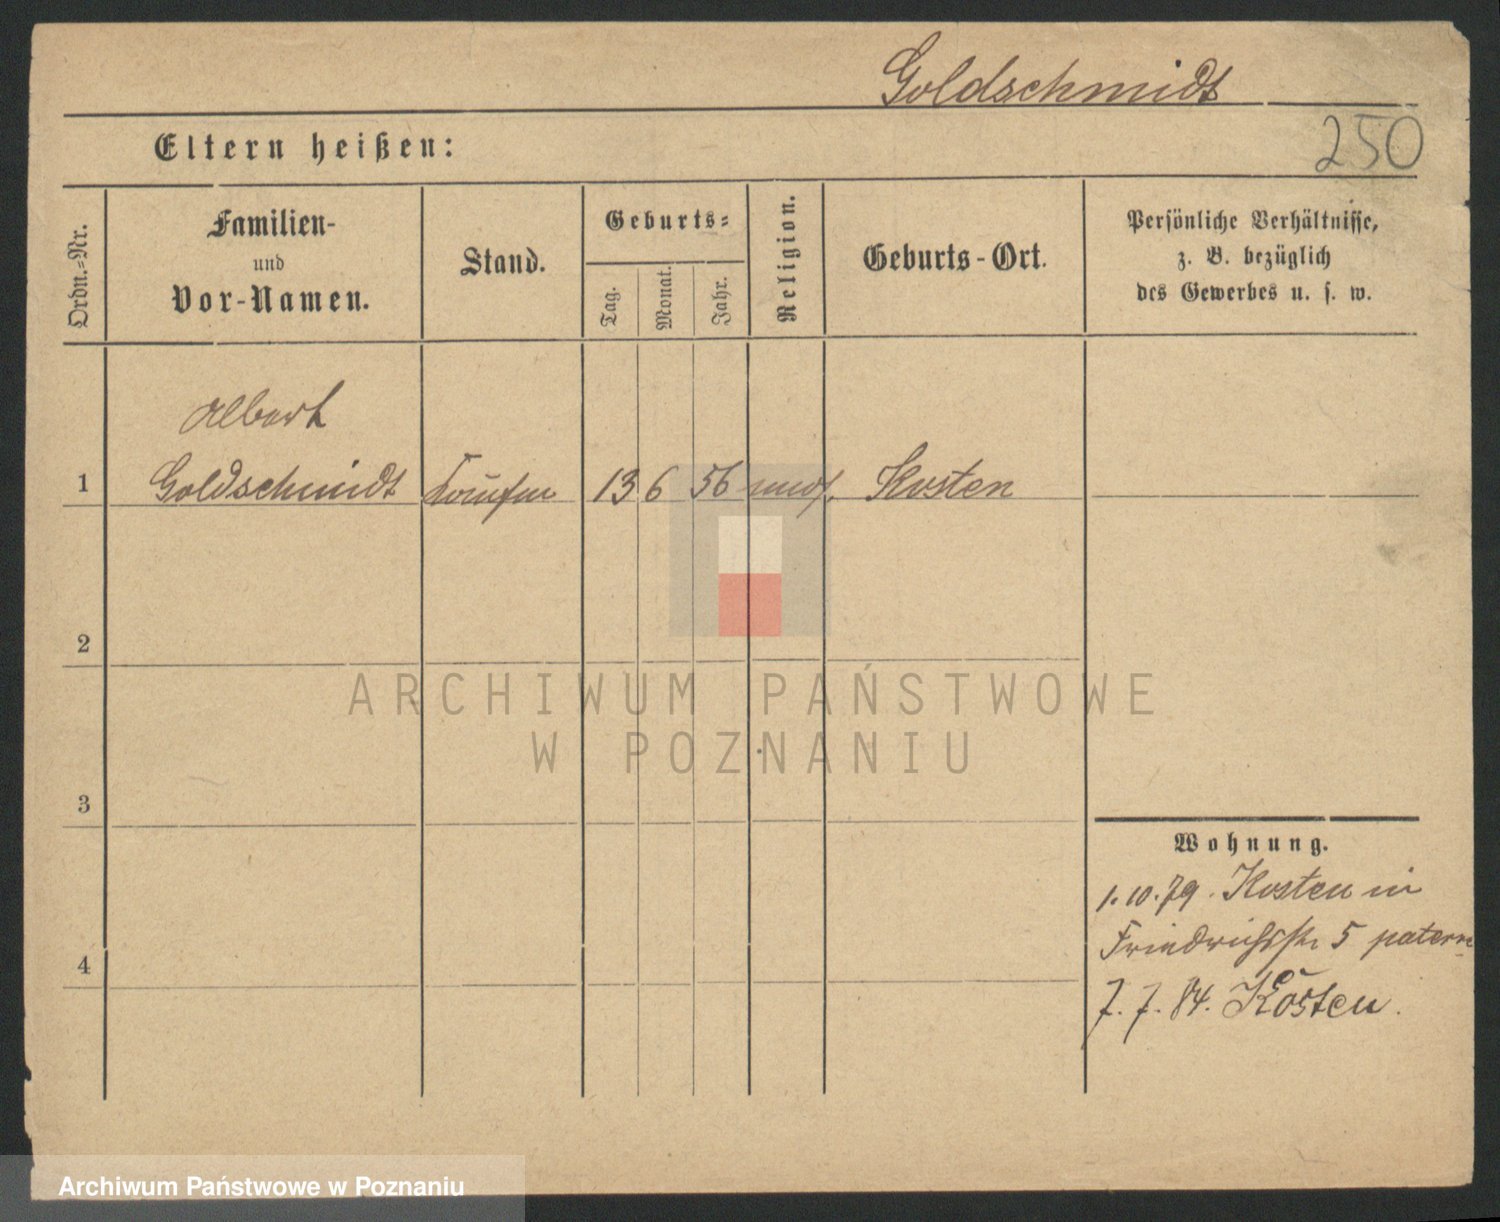 Goldschmidt
250
Eltern heißen:
Ordn.-Nr.
Familien-
und
Vor-Namen.
Stand.
Geburts-
Tag.
Monat.
Jahr.
Religion.
Geburts-Ort.
Persönliche Verhältnisse,
z. B. bezüglich
des Gewerbes u. s. w.
Albert
1 Goldschmidt 13 6 56 mos. Kosten
2
ARCHIWUM PAŃSTWOWE
W POZNANIU
3
Wohnung.
1.10.79. Kosten in
Friedrichstr 5
4
7. 7. 84. Kosten.
Archiwum Państwowe w Poznaniu